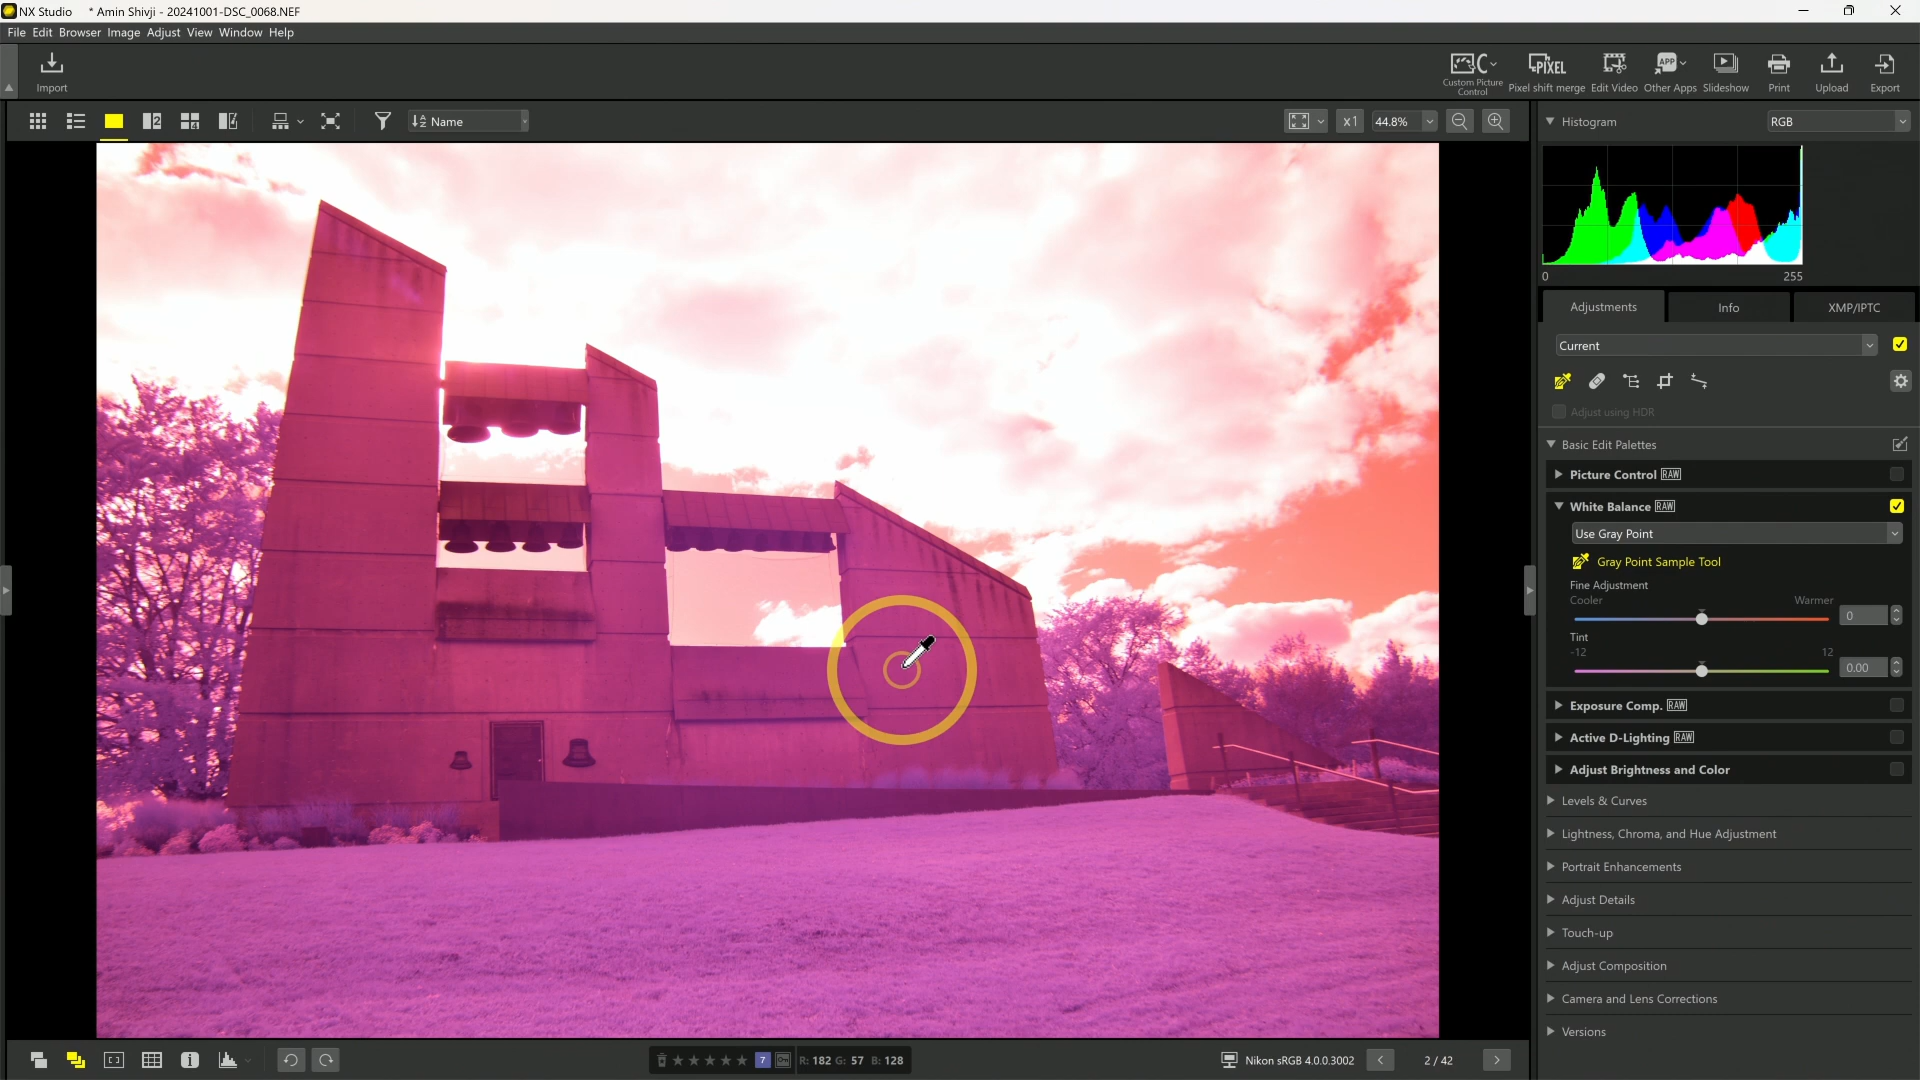 NX Studio * Amin Shivji - 20241001-DSC_0068.NEF
File Edit Browser Image Adjust View Window Help
Import
Custom Picture Control
Pixel shift merge
Edit Video
APP
Other Apps
Slideshow
Print
Upload
Export
Name
x1
44.8%
Histogram
RGB
0
255
Adjustments
Info
XMP/IPTC
Current
Adjust using HDR
Basic Edit Palettes
Picture Control RAW
White Balance RAW
Use Gray Point
Gray Point Sample Tool
Fine Adjustment
Cooler
Warmer
0
Tint
-12
12
0.00
Exposure Comp. RAW
Active D-Lighting RAW
Adjust Brightness and Color
Levels & Curves
Lightness, Chroma, and Hue Adjustment
Portrait Enhancements
Adjust Details
Touch-up
Adjust Composition
Camera and Lens Corrections
Versions
7
R: 182 G: 57 B: 128
Nikon sRGB 4.0.0.3002
2 / 42